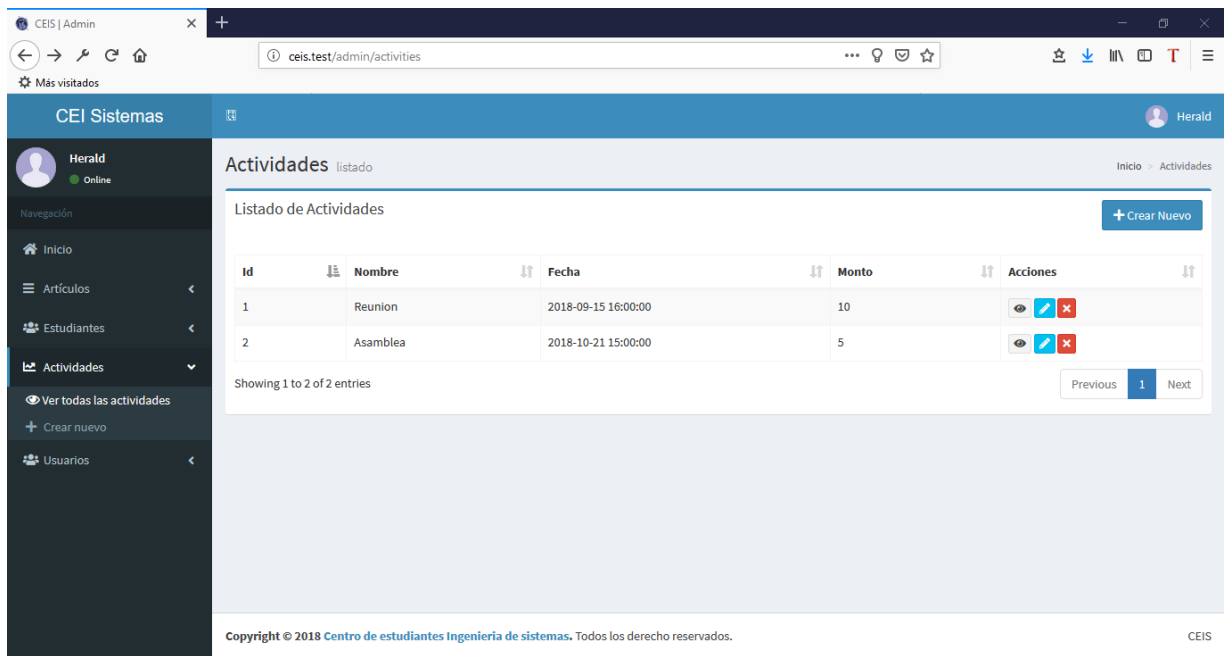 CEIS | Admin
ceis.test/admin/activities
T
Más visitados
CEI Sistemas
Herald
Herald
Online
Actividades listado
Inicio > Actividades
Navegación
Inicio
Artículos
Estudiantes
Actividades
Ver todas las actividades
Crear nuevo
Usuarios
Listado de Actividades
Crear Nuevo
Id Nombre Fecha Monto Acciones
1 Reunion 2018-09-15 16:00:00 10
2 Asamblea 2018-10-21 15:00:00 5
Showing 1 to 2 of 2 entries
Previous 1 Next
Copyright © 2018 Centro de estudiantes Ingenieria de sistemas. Todos los derecho reservados.
CEIS